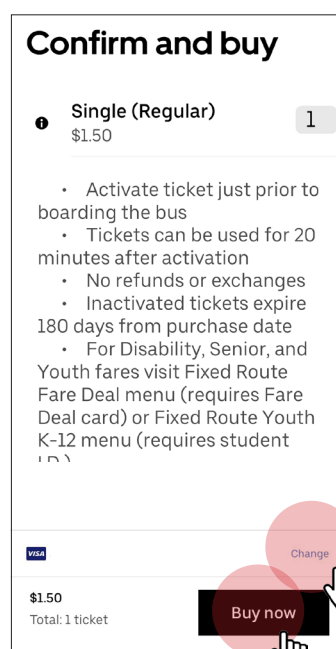 Confirm and buy
Single (Regular)
1
$1.50
• Activate ticket just prior to
boarding the bus
• Tickets can be used for 20
minutes after activation
• No refunds or exchanges
• Inactivated tickets expire
180 days from purchase date
• For Disability, Senior, and
Youth fares visit Fixed Route
Fare Deal menu (requires Fare
Deal card) or Fixed Route Youth
K-12 menu (requires student
I.D.)
VISA
Change
$1.50
Total: 1 ticket
Buy now